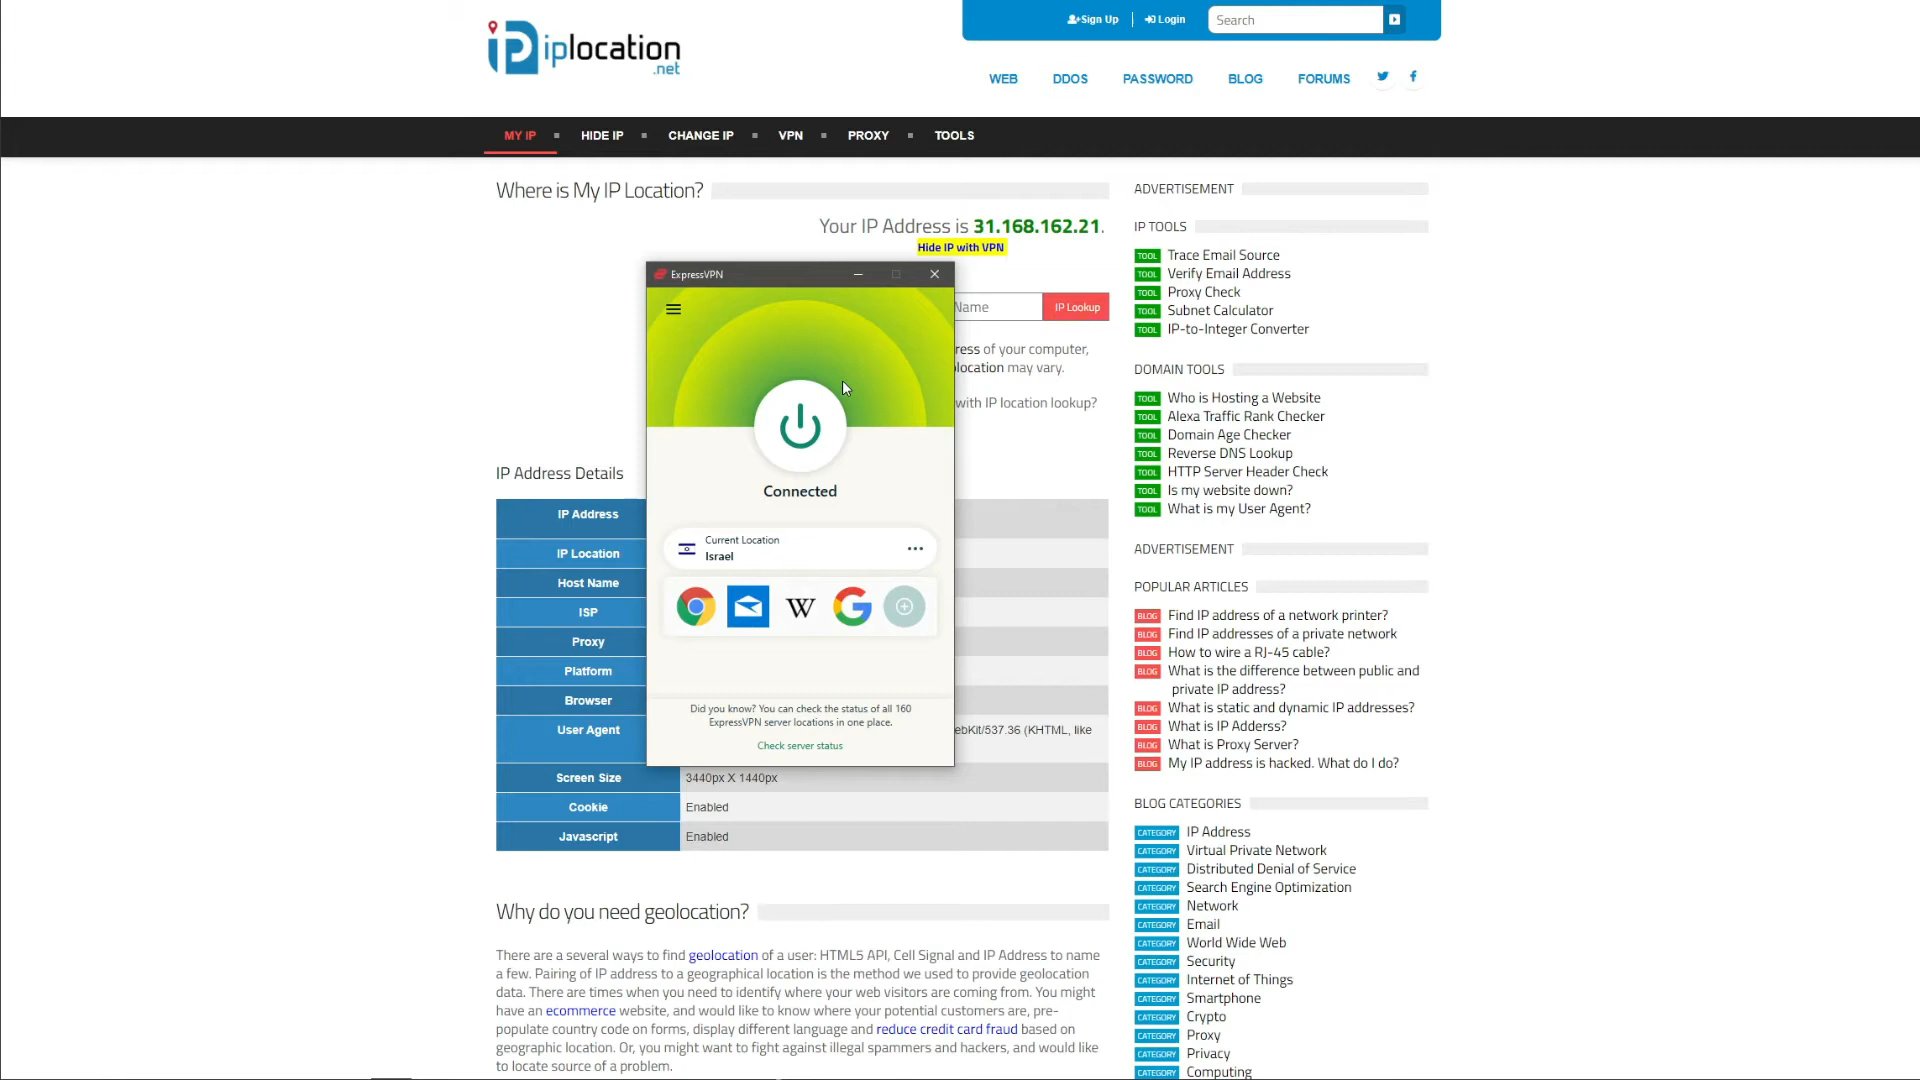 iplocation
.net
Sign Up
Login
Search
WEB
DDOS
PASSWORD
BLOG
FORUMS
MY IP
HIDE IP
CHANGE IP
VPN
PROXY
TOOLS
Where is My IP Location?
Your IP Address is 31.168.162.21.
Hide IP with VPN
Name
IP Lookup
ress of your computer,
location may vary.
with IP location lookup?
ExpressVPN
Connected
Current Location
Israel
W
Did you know? You can check the status of all 160
ExpressVPN server locations in one place.
Check server status
IP Address Details
IP Address
IP Location
Host Name
ISP
Proxy
Platform
Browser
User Agent
ebKit/537.36 (KHTML, like
Screen Size
3440px X 1440px
Cookie
Enabled
Javascript
Enabled
Why do you need geolocation?
There are a several ways to find geolocation of a user: HTML5 API, Cell Signal and IP Address to name
a few. Pairing of IP address to a geographical location is the method we used to provide geolocation
data. There are times when you need to identify where your web visitors are coming from. You might
have an ecommerce website, and would like to know where your potential customers are, pre-
populate country code on forms, display different language and reduce credit card fraud based on
geographic location. Or, you might want to fight against illegal spammers and hackers, and would like
to locate source of a problem.
ADVERTISEMENT
IP TOOLS
TOOL Trace Email Source
TOOL Verify Email Address
TOOL Proxy Check
TOOL Subnet Calculator
TOOL IP-to-Integer Converter
DOMAIN TOOLS
TOOL Who is Hosting a Website
TOOL Alexa Traffic Rank Checker
TOOL Domain Age Checker
TOOL Reverse DNS Lookup
TOOL HTTP Server Header Check
TOOL Is my website down?
TOOL What is my User Agent?
ADVERTISEMENT
POPULAR ARTICLES
BLOG Find IP address of a network printer?
BLOG Find IP addresses of a private network
BLOG How to wire a RJ-45 cable?
BLOG What is the difference between public and
private IP address?
BLOG What is static and dynamic IP addresses?
BLOG What is IP Adderss?
BLOG What is Proxy Server?
BLOG My IP address is hacked. What do I do?
BLOG CATEGORIES
CATEGORY IP Address
CATEGORY Virtual Private Network
CATEGORY Distributed Denial of Service
CATEGORY Search Engine Optimization
CATEGORY Network
CATEGORY Email
CATEGORY World Wide Web
CATEGORY Security
CATEGORY Internet of Things
CATEGORY Smartphone
CATEGORY Crypto
CATEGORY Proxy
CATEGORY Privacy
CATEGORY Computing